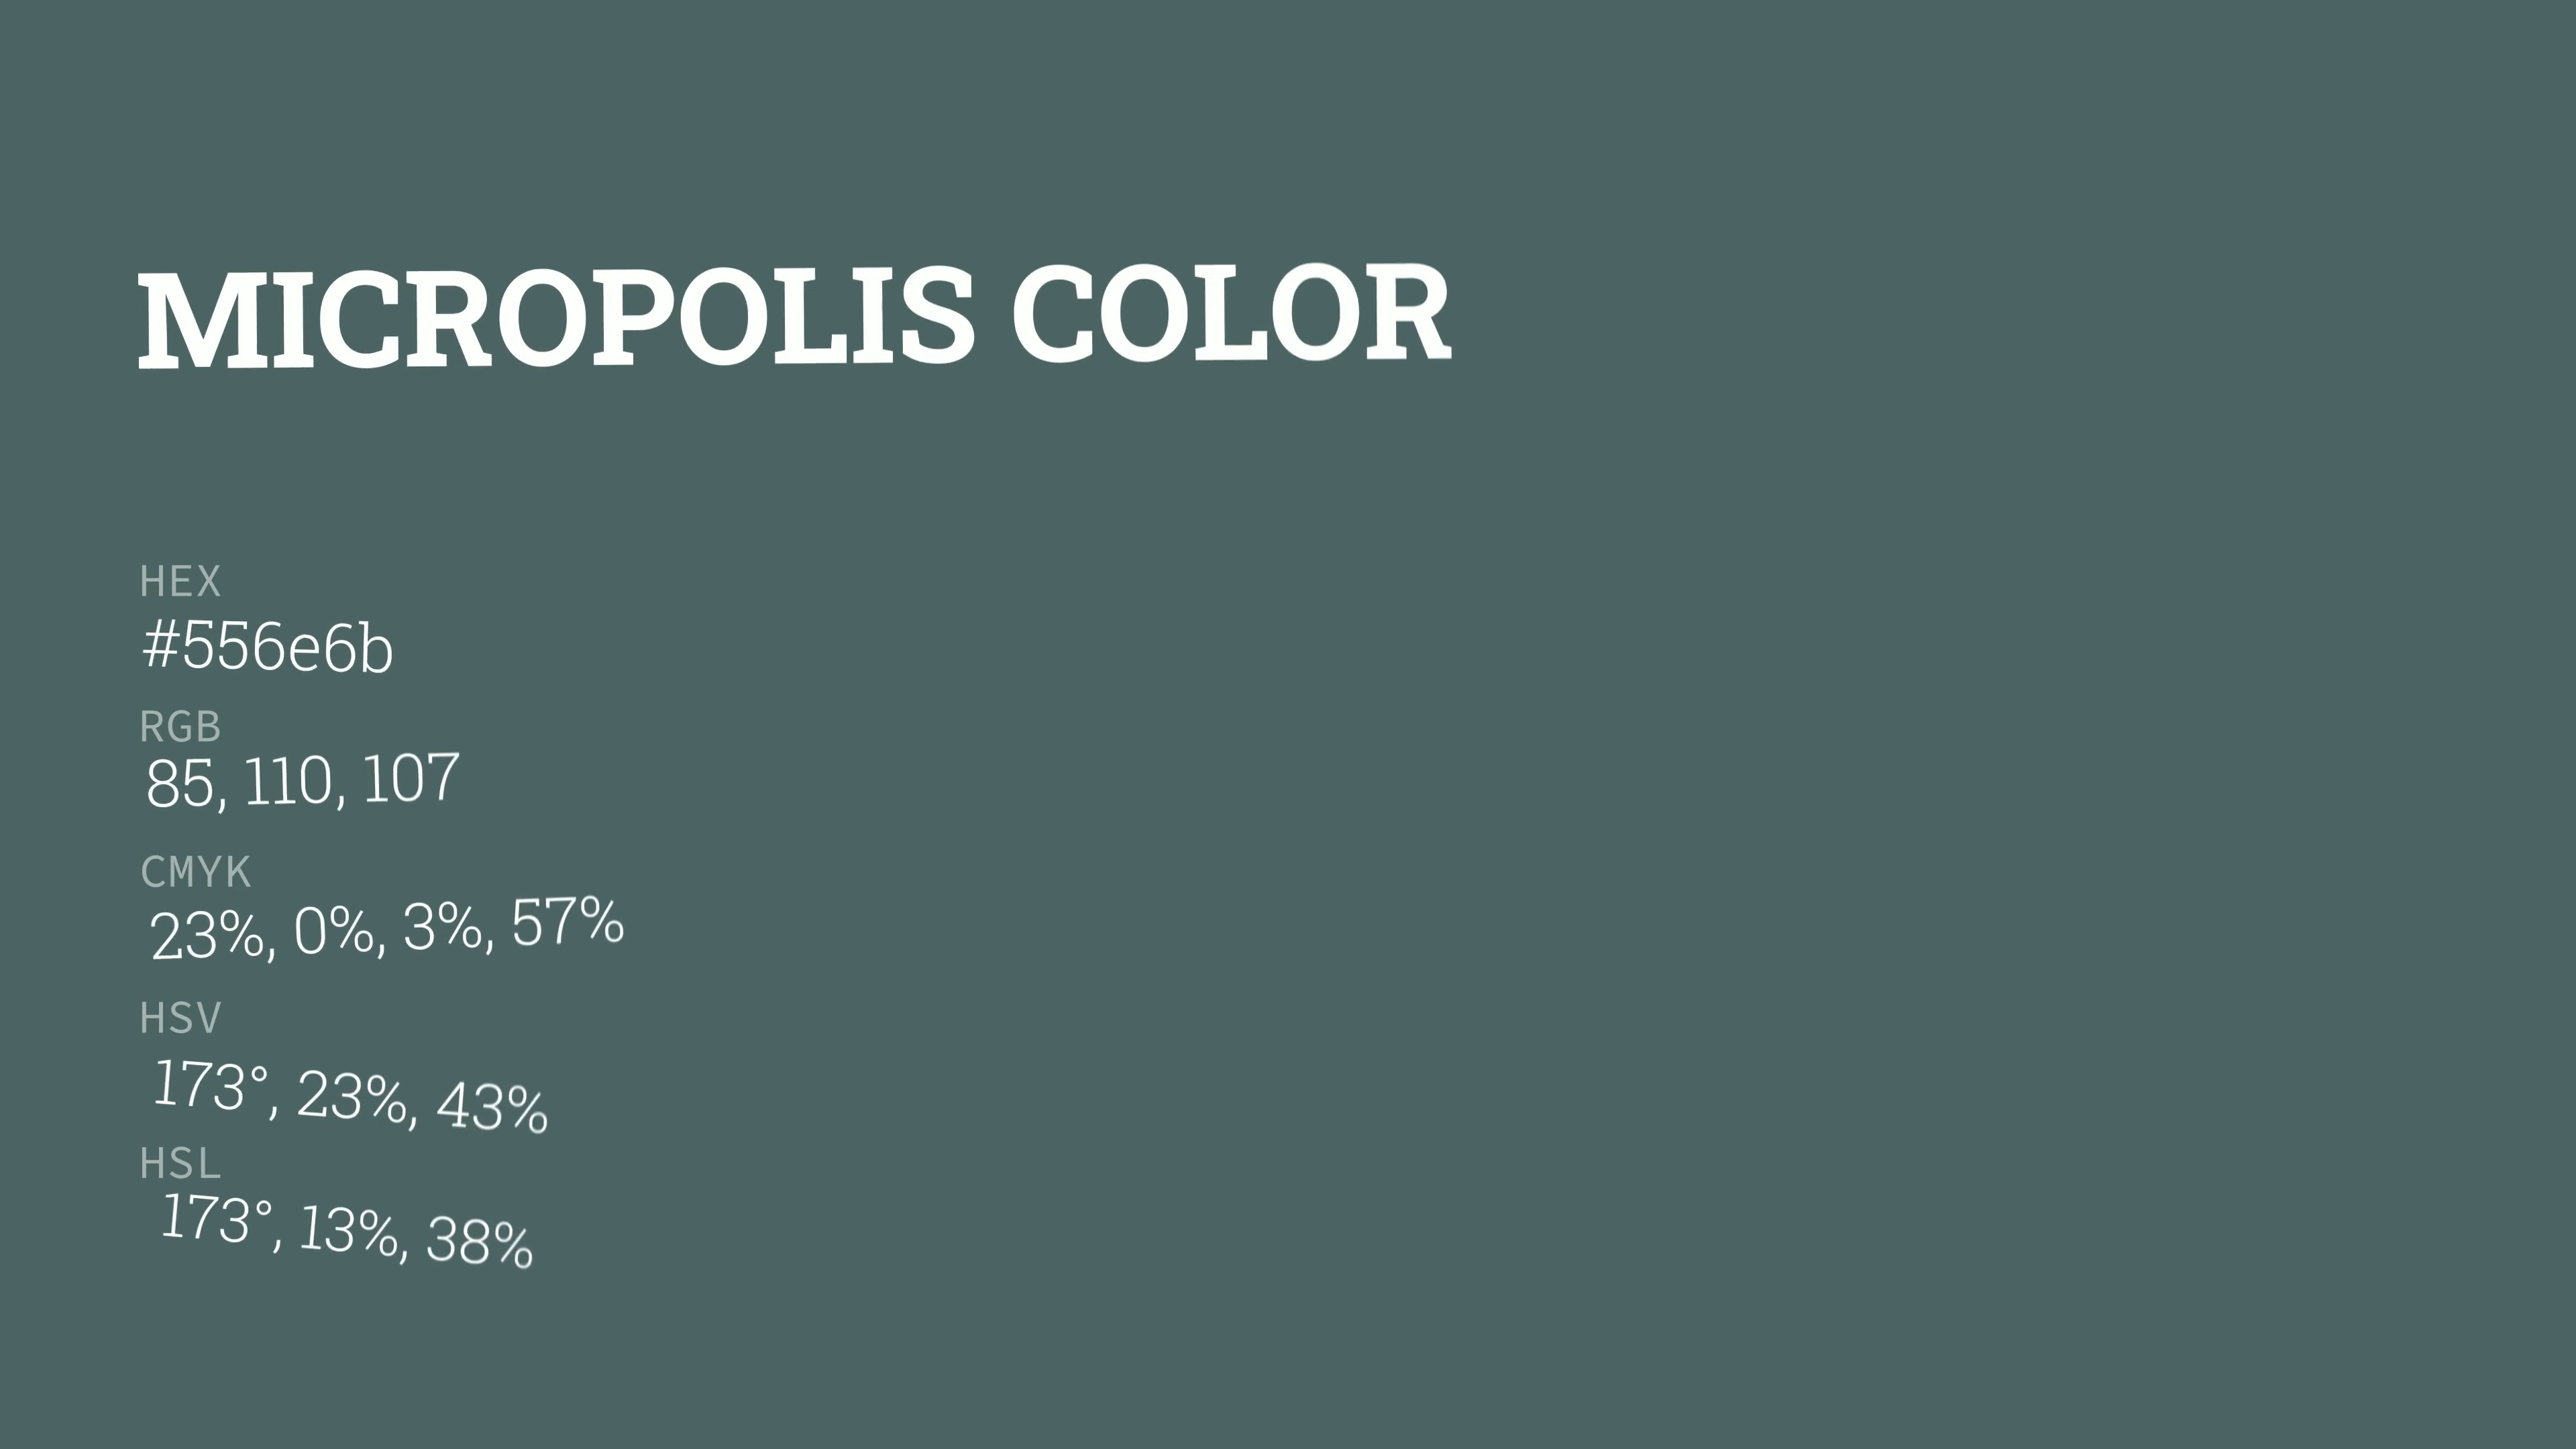 MICROPOLIS COLOR
HEX
#556e6b
RGB
85, 110, 107
CMYK
23%, 0%, 3%, 57%
HSV
173°, 23%, 43%
HSL
173°, 13%, 38%